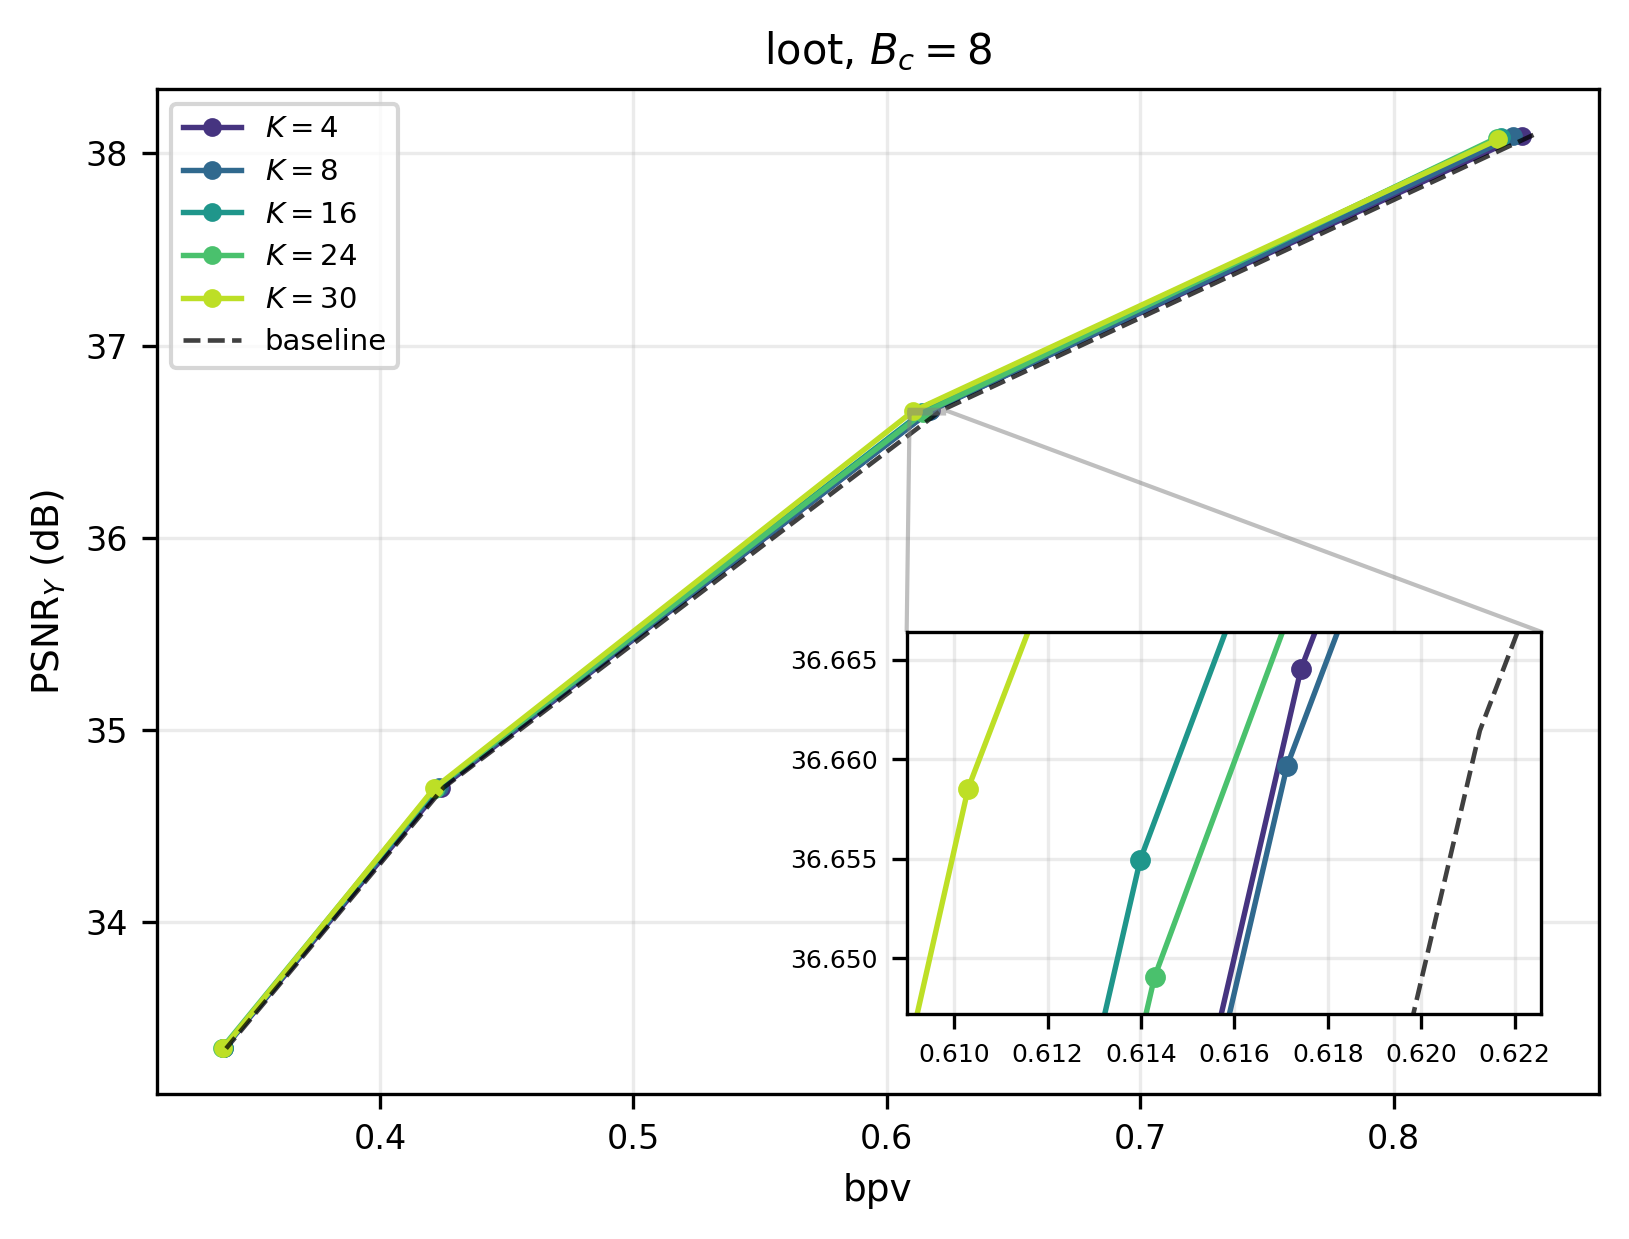 loot, B_c = 8
K = 4
K = 8
K = 16
K = 24
K = 30
baseline
PSNR_Y (dB)
38
37
36
35
34
36.665
36.660
36.655
36.650
0.610 0.612 0.614 0.616 0.618 0.620 0.622
0.4 0.5 0.6 0.7 0.8
bpv